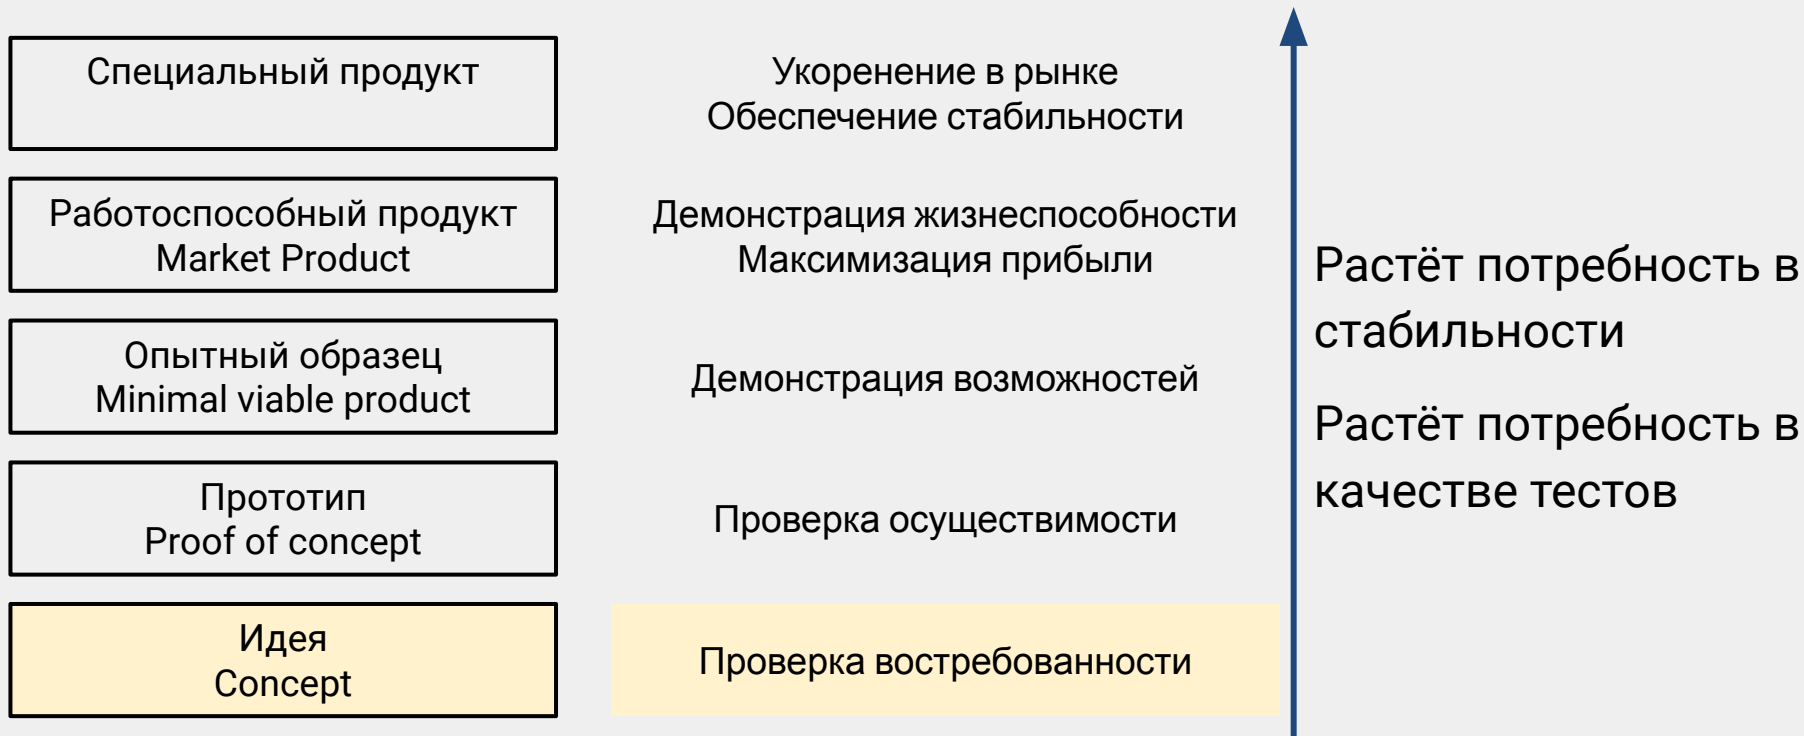 Специальный продукт
Укоренение в рынке
Обеспечение стабильности
Работоспособный продукт
Market Product
Демонстрация жизнеспособности
Максимизация прибыли
Опытный образец
Minimal viable product
Демонстрация возможностей
Прототип
Proof of concept
Проверка осуществимости
Идея
Concept
Проверка востребованности
Растёт потребность в
стабильности
Растёт потребность в
качестве тестов